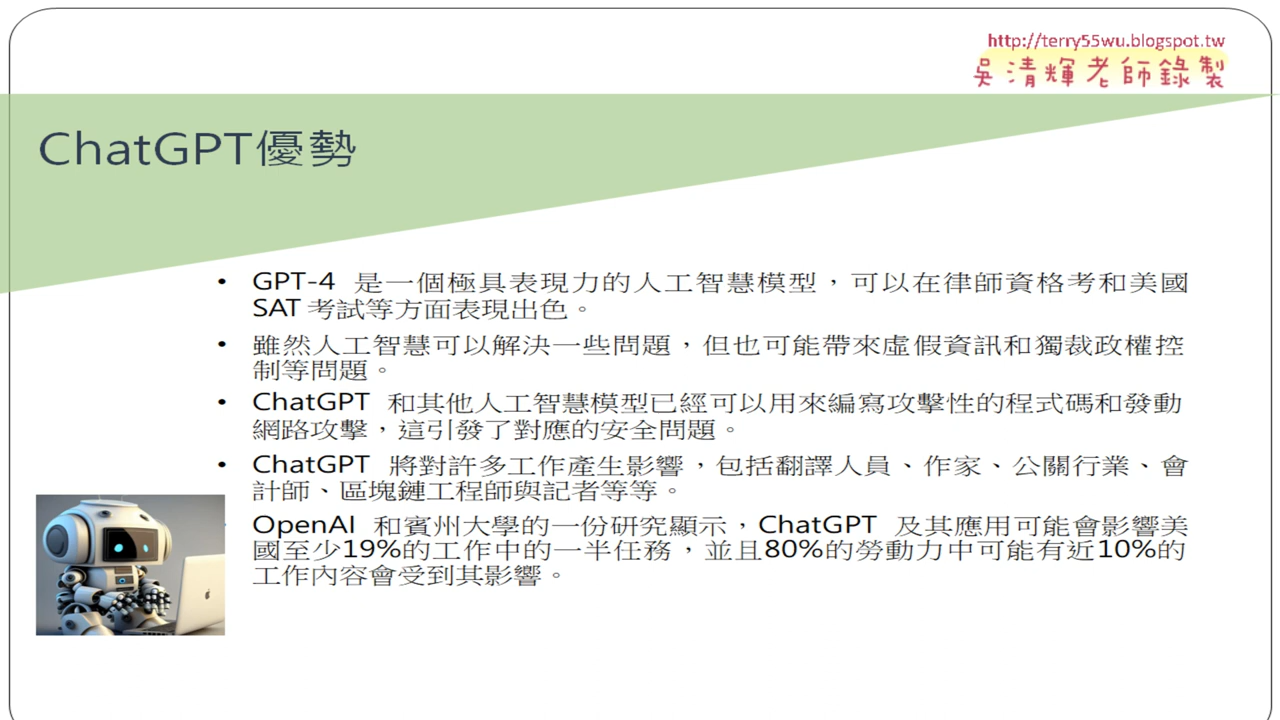 http://terry55wu.blogspot.tw
吳清輝老師錄製
ChatGPT優勢
• GPT-4 是一個極具表現力的人工智慧模型，可以在律師資格考和美國
SAT 考試等方面表現出色。
• 雖然人工智慧可以解決一些問題，但也可能帶來虛假資訊和獨裁政權控
制等問題。
• ChatGPT 和其他人工智慧模型已經可以用來編寫攻擊性的程式碼和發動
網路攻擊，這引發了對應的安全問題。
• ChatGPT 將對許多工作產生影響，包括翻譯人員、作家、公關行業、會
計師、區塊鏈工程師與記者等等。
OpenAI 和賓州大學的一份研究顯示，ChatGPT 及其應用可能會影響美
國至少19%的工作中的一半任務，並且80%的勞動力中可能有近10%的
工作內容會受到其影響。